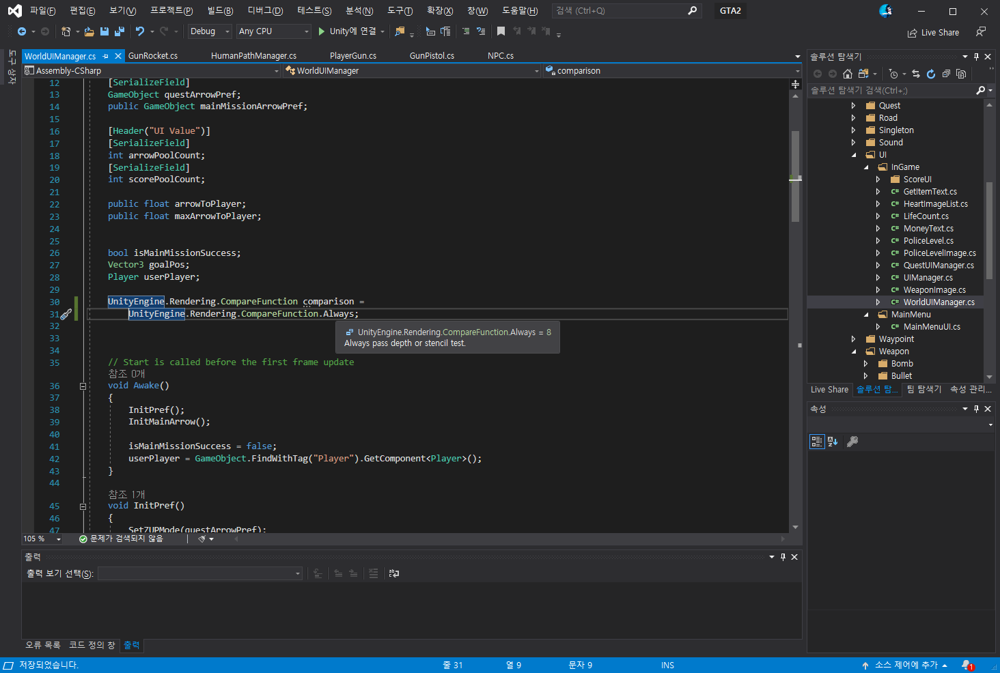 파일(F) 편집(E) 보기(V) 프로젝트(P) 빌드(B) 디버그(D) 테스트(S) 분석(N) 도구(T) 확장(X) 창(W) 도움말(H) 검색 (Ctrl+Q) GTA2
Debug Any CPU Unity에 연결 Live Share
도구 상자
WorldUIManager.cs GunRocket.cs HumanPathManager.cs PlayerGun.cs GunPistol.cs NPC.cs
Assembly-CSharp WorldUIManager comparison
12 [SerializeField]
13 GameObject questArrowPref;
14 public GameObject mainMissionArrowPref;
15
16 [Header("UI Value")]
17 [SerializeField]
18 int arrowPoolCount;
19 [SerializeField]
20 int scorePoolCount;
21
22 public float arrowToPlayer;
23 public float maxArrowToPlayer;
24
25
26 bool isMainMissionSuccess;
27 Vector3 goalPos;
28 Player userPlayer;
29
30 UnityEngine.Rendering.CompareFunction comparison =
31 UnityEngine.Rendering.CompareFunction.Always;
32
UnityEngine.Rendering.CompareFunction.Always = 8
33
Always pass depth or stencil test.
34
35 // Start is called before the first frame update
참조 0개
36 void Awake()
37 {
38 InitPref();
39 InitMainArrow();
40
41 isMainMissionSuccess = false;
42 userPlayer = GameObject.FindWithTag("Player").GetComponent<Player>();
43 }
44
참조 1개
45 void InitPref()
46 {
47 SetZUPMode(questArrowPref);
105 % 문제가 검색되지 않음
출력
출력 보기 선택(S):
오류 목록 코드 정의 창 출력
솔루션 탐색기
솔루션 탐색기 검색(Ctrl+;)
Quest
Road
Singleton
Sound
UI
InGame
ScoreUI
C# GetItemText.cs
C# HeartImageList.cs
C# LifeCount.cs
C# MoneyText.cs
C# PoliceLevel.cs
C# PoliceLevelImage.cs
C# QuestUIManager.cs
C# UIManager.cs
C# WeaponImage.cs
C# WorldUIManager.cs
MainMenu
C# MainMenuUI.cs
Waypoint
Weapon
Bomb
Bullet
Live Share 솔루션 탐... 팀 탐색기 속성 관리...
속성
저장되었습니다. 줄 31 열 9 문자 9 INS 소스 제어에 추가 1